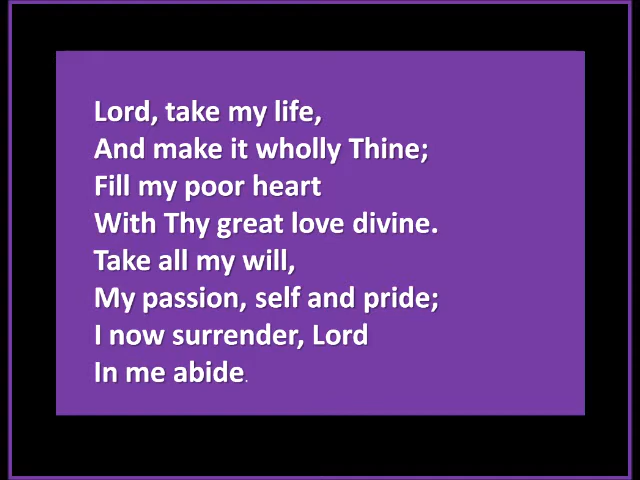 Lord, take my life,
And make it wholly Thine;
Fill my poor heart
With Thy great love divine.
Take all my will,
My passion, self and pride;
I now surrender, Lord
In me abide.